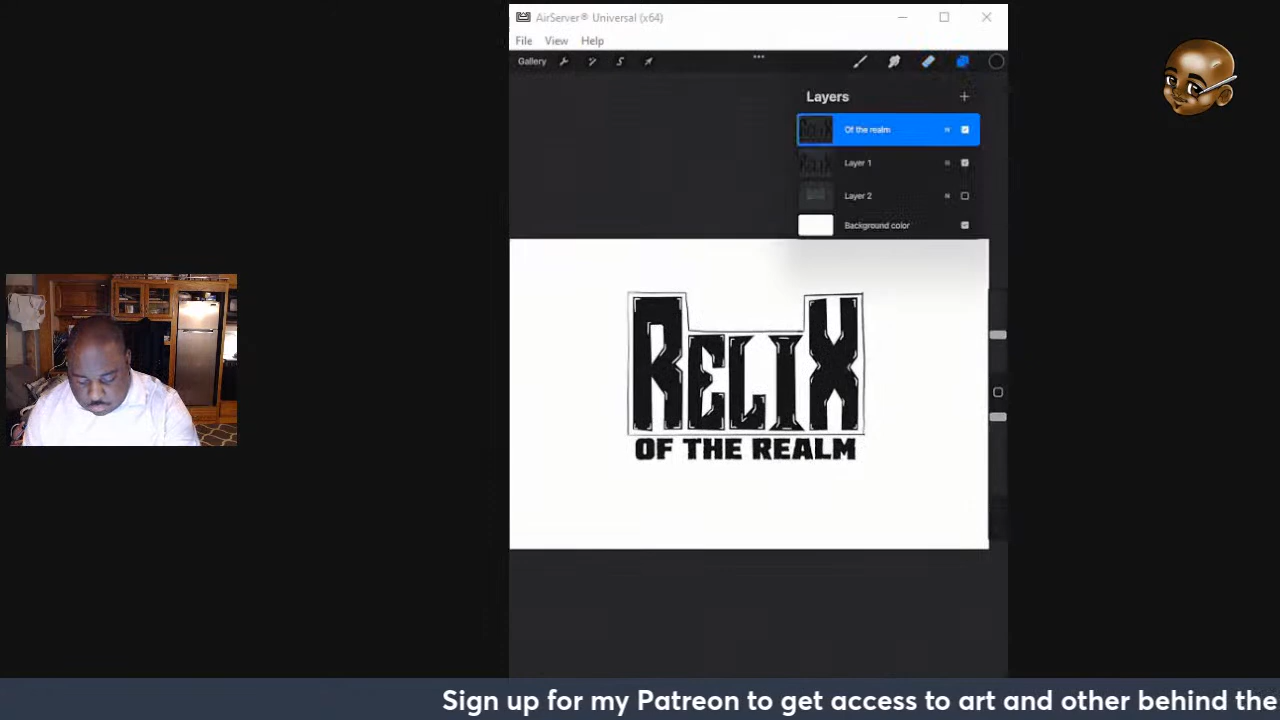 AirServer® Universal (x64)
File View Help
Gallery
Layers
Of the realm N
Layer 1 N
Layer 2 N
Background color
RELIX
OF THE REALM
Sign up for my Patreon to get access to art and other behind the